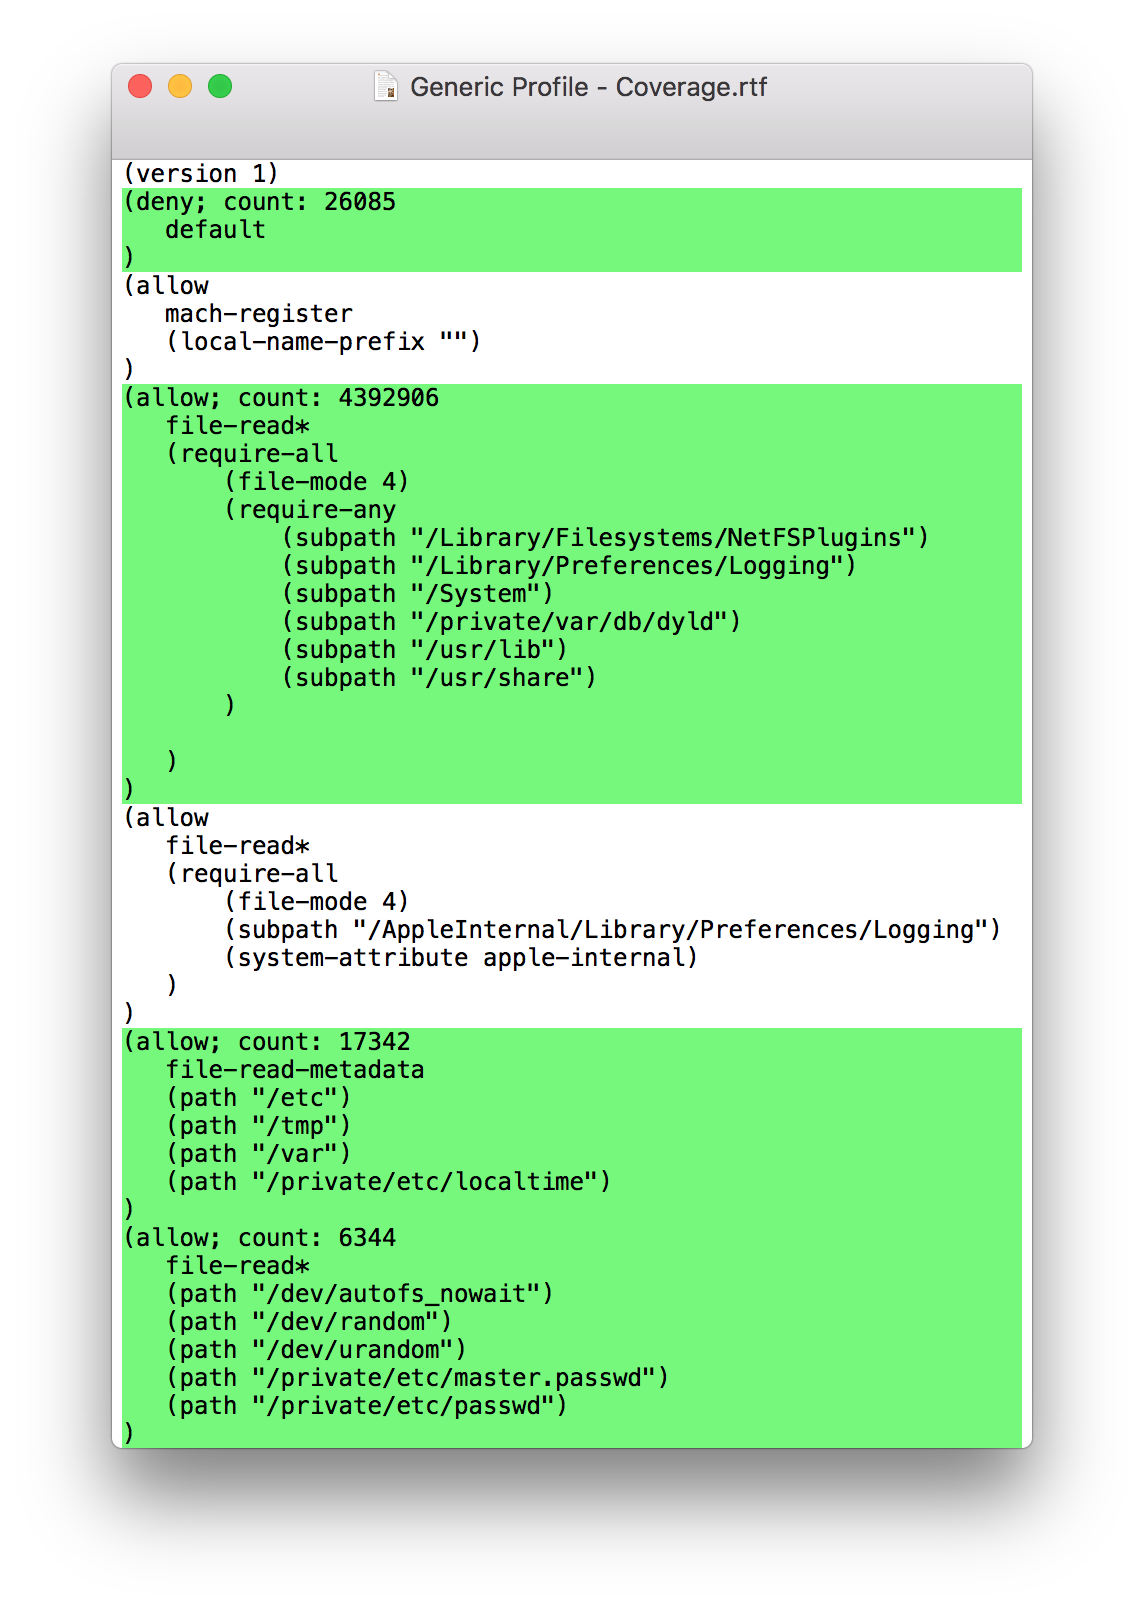 Generic Profile - Coverage.rtf
(version 1)
(deny; count: 26085
   default
)
(allow
   mach-register
   (local-name-prefix "")
)
(allow; count: 4392906
   file-read*
   (require-all
       (file-mode 4)
       (require-any
           (subpath "/Library/Filesystems/NetFSPlugins")
           (subpath "/Library/Preferences/Logging")
           (subpath "/System")
           (subpath "/private/var/db/dyld")
           (subpath "/usr/lib")
           (subpath "/usr/share")
       )
   )
)
(allow
   file-read*
   (require-all
       (file-mode 4)
       (subpath "/AppleInternal/Library/Preferences/Logging")
       (system-attribute apple-internal)
   )
)
(allow; count: 17342
   file-read-metadata
   (path "/etc")
   (path "/tmp")
   (path "/var")
   (path "/private/etc/localtime")
)
(allow; count: 6344
   file-read*
   (path "/dev/autofs_nowait")
   (path "/dev/random")
   (path "/dev/urandom")
   (path "/private/etc/master.passwd")
   (path "/private/etc/passwd")
)